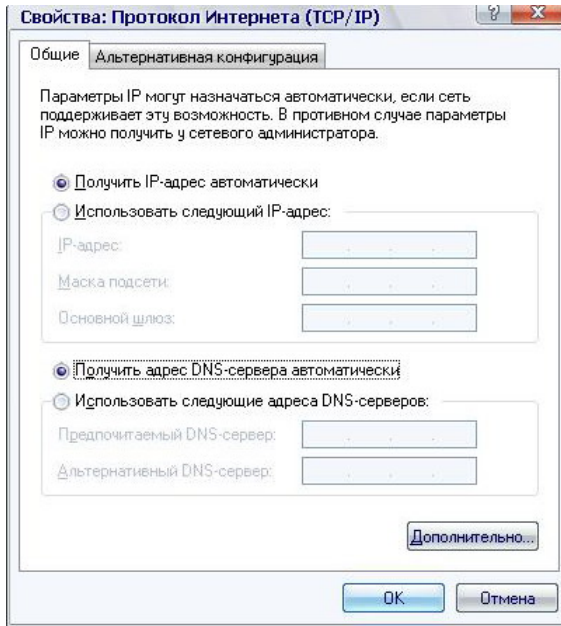 Свойства: Протокол Интернета (TCP/IP)
Общие
Альтернативная конфигурация
Параметры IP могут назначаться автоматически, если сеть
поддерживает эту возможность. В противном случае параметры
IP можно получить у сетевого администратора.
Получить IP-адрес автоматически
Использовать следующий IP-адрес:
IP-адрес:
Маска подсети:
Основной шлюз:
Получить адрес DNS-сервера автоматически
Использовать следующие адреса DNS-серверов:
Предпочитаемый DNS-сервер:
Альтернативный DNS-сервер:
Дополнительно...
OK
Отмена